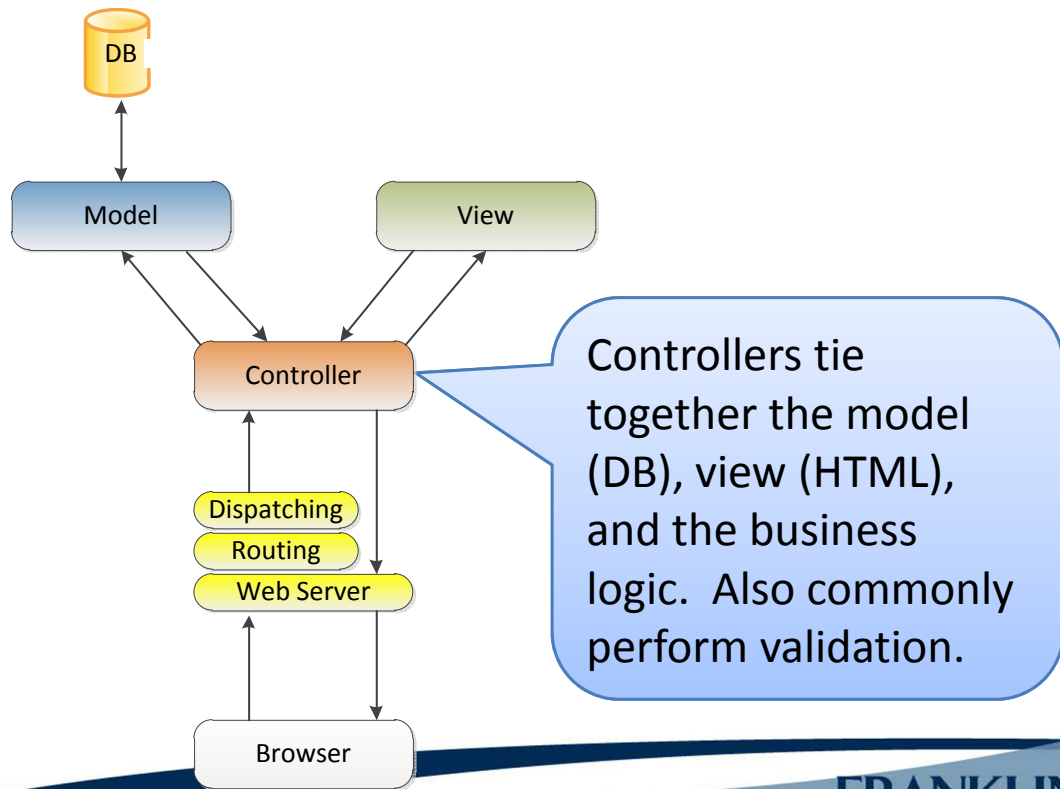 DB
Model
View
Controller
Controllers tie
together the model
(DB), view (HTML),
and the business
logic.  Also commonly
perform validation.
Dispatching
Routing
Web Server
Browser
FRANKLIN